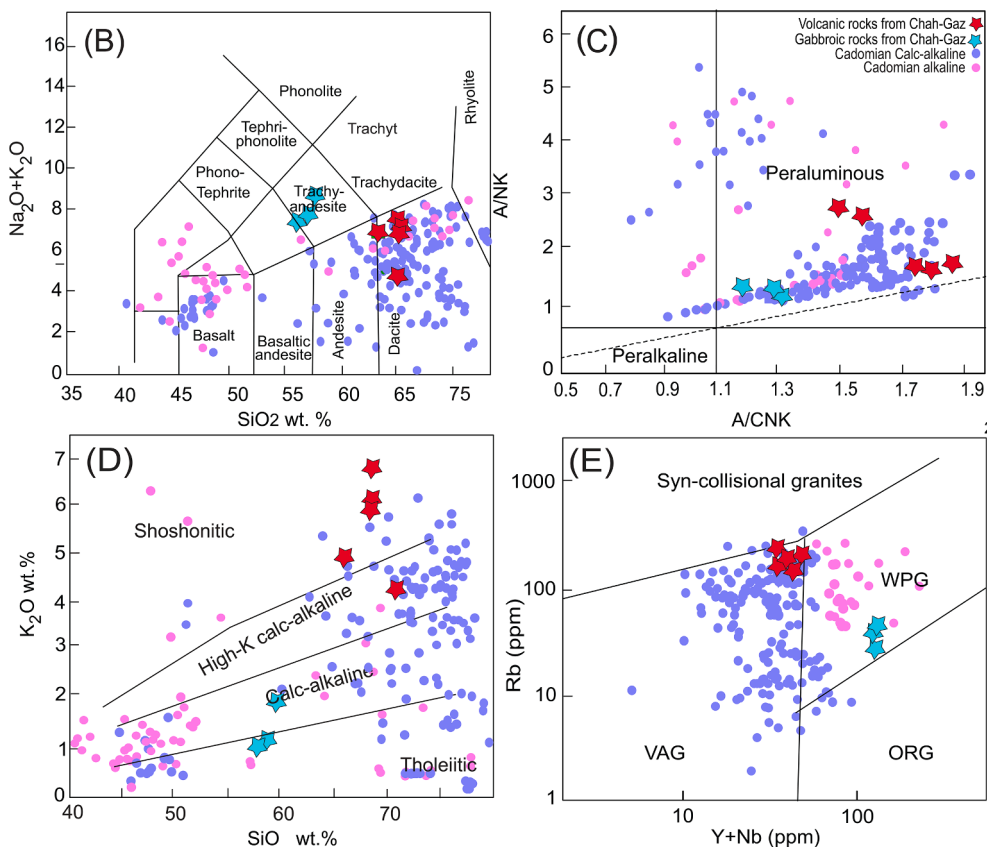 (B)
16
14
12
10
8
6
4
2
0
Na2O+K2O
35
40
45
50
55
60
65
75
SiO2 wt. %
Phonolite
Tephri-
phonolite
Trachyt
Phono-
Tephrite
Trachy-
andesite
Trachydacite
Rhyolite
Basalt
Basaltic
andesite
Andesite
Dacite
(C)
Volcanic rocks from Chah-Gaz
Gabbroic rocks from Chah-Gaz
Cadomian Calc-alkaline
Cadomian alkaline
6
5
4
3
2
1
0
A/NK
Peraluminous
Peralkaline
0.5
0.7
0.9
1.1
1.3
1.5
1.7
1.9
A/CNK
(D)
7
6
5
4
3
2
1
0
K2O wt.%
Shoshonitic
High-K calc-alkaline
Calc-alkaline
Tholeiitic
40
50
60
70
80
SiO wt.%
(E)
1000
100
10
1
Rb (ppm)
Syn-collisional granites
WPG
VAG
ORG
10
100
Y+Nb (ppm)